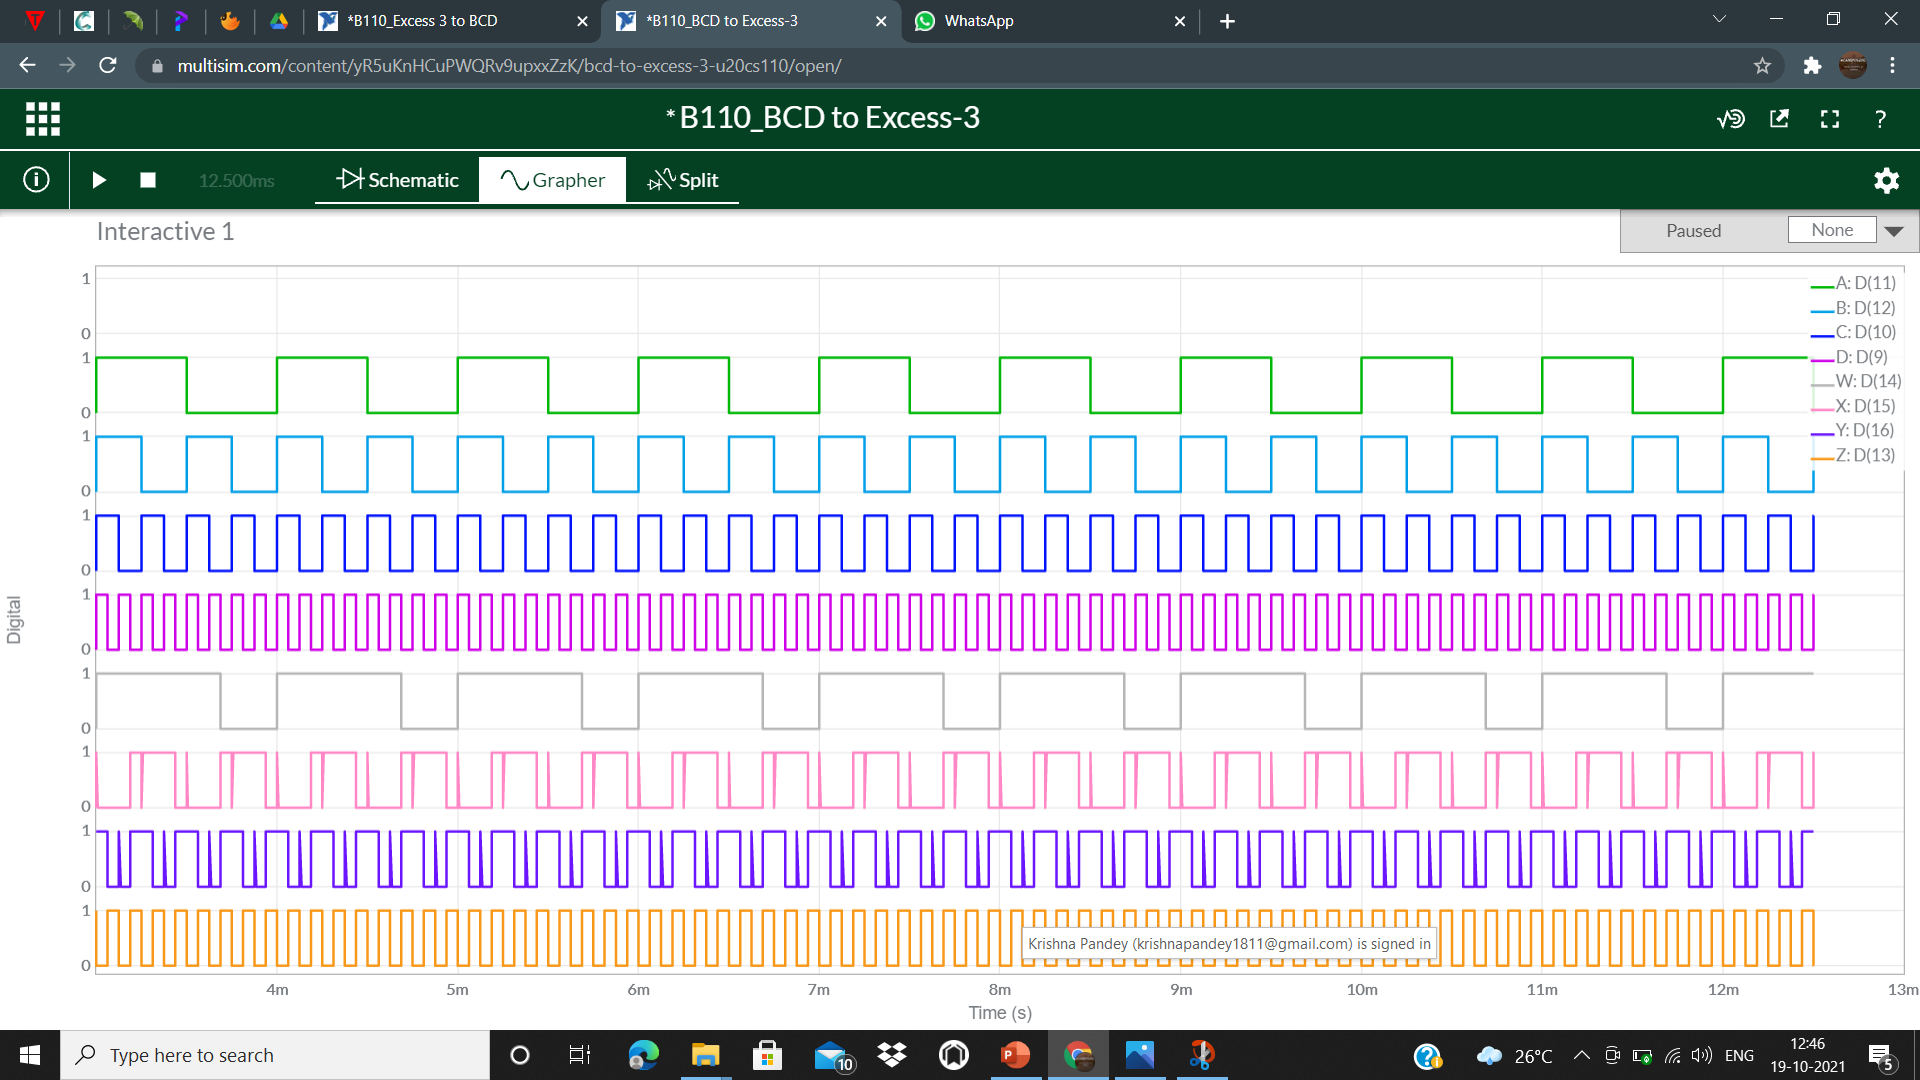 *B110_Excess 3 to BCD
*B110_BCD to Excess-3
WhatsApp
multisim.com/content/yR5uKnHCuPWQRv9upxxZzK/bcd-to-excess-3-u20cs110/open/
*B110_BCD to Excess-3
?
12.500ms
Schematic
Grapher
Split
Interactive 1
Paused
None
1
0
1
0
1
0
1
0
1
0
1
0
1
0
1
0
1
0
A: D(11)
B: D(12)
C: D(10)
D: D(9)
W: D(14)
X: D(15)
Y: D(16)
Z: D(13)
Digital
Krishna Pandey (krishnapandey1811@gmail.com) is signed in
4m
5m
6m
7m
8m
9m
10m
11m
12m
13m
Time (s)
Type here to search
10
26°C
ENG
12:46
19-10-2021
5